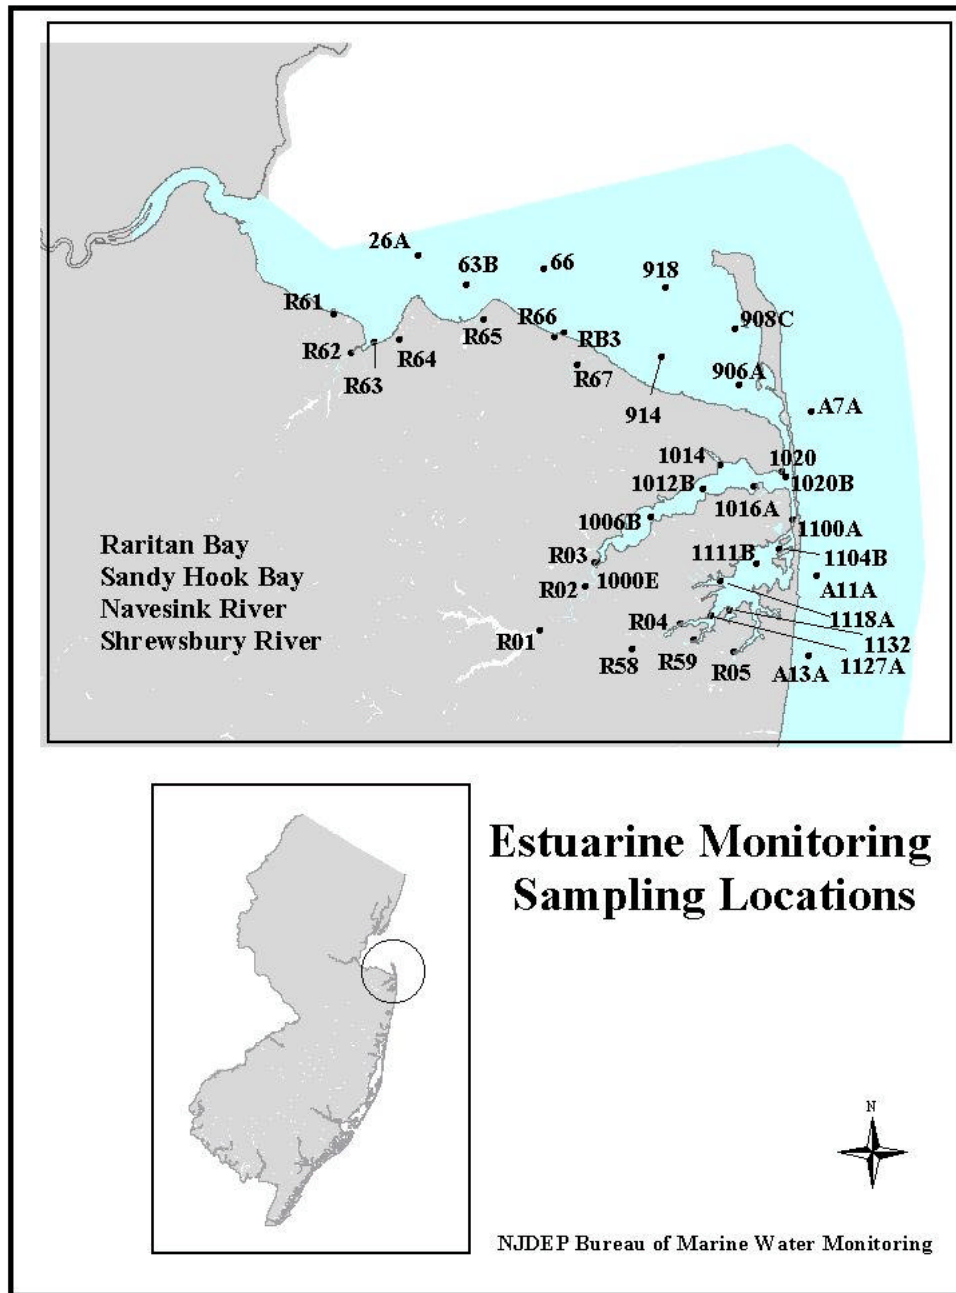 26A
63B
66
918
R61
R66
908C
R65
RB3
R62
R64
R63
R67
906A
914
A7A
1014
1020
1012B
1020B
1016A
1006B
1100A
Raritan Bay
Sandy Hook Bay
Navesink River
Shrewsbury River
R03
1111B
1104B
R02
1000E
A11A
R04
1118A
R01
1132
R58
R59
R05
A13A
1127A
Estuarine Monitoring
Sampling Locations
N
NJDEP Bureau of Marine Water Monitoring